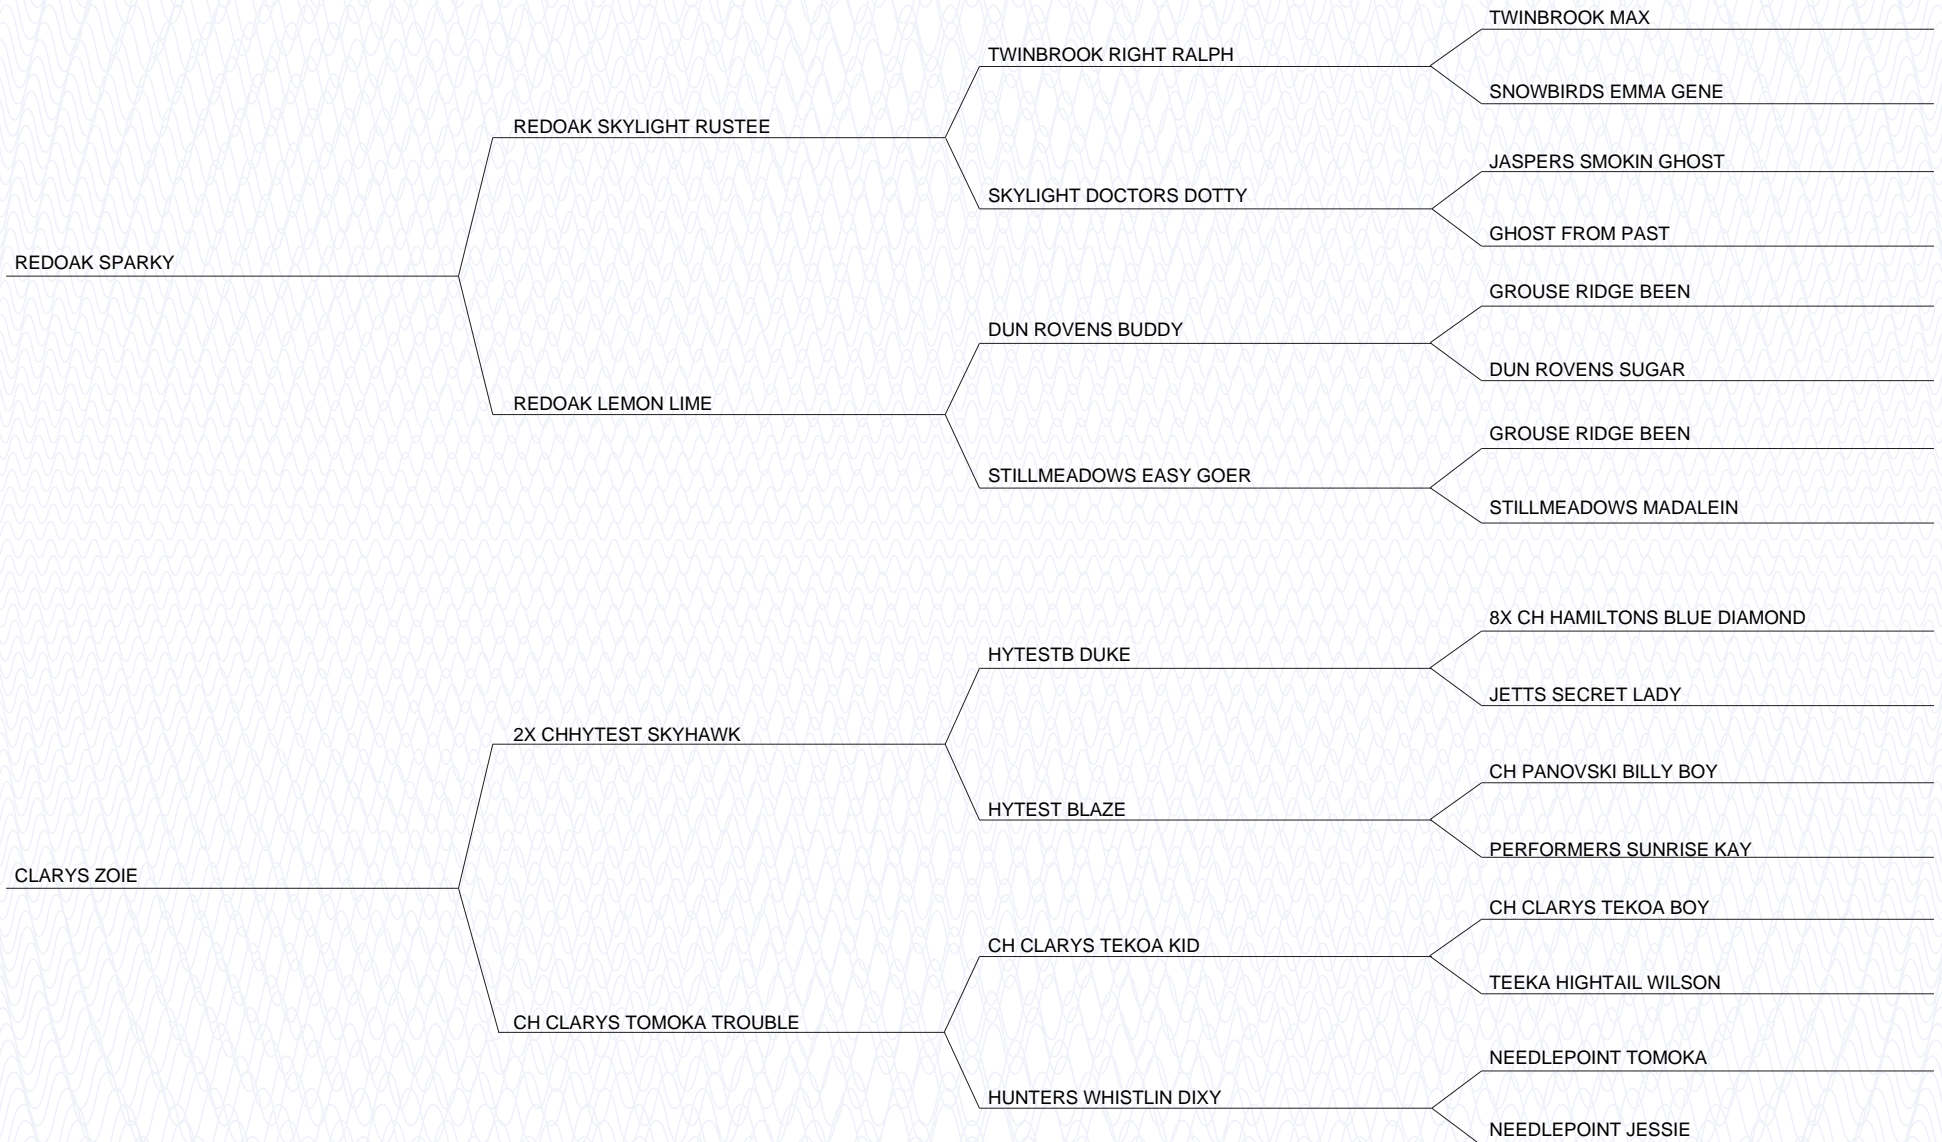 TWINBROOK MAX
TWINBROOK RIGHT RALPH
SNOWBIRDS EMMA GENE
REDOAK SKYLIGHT RUSTEE
JASPERS SMOKIN GHOST
SKYLIGHT DOCTORS DOTTY
GHOST FROM PAST
REDOAK SPARKY
GROUSE RIDGE BEEN
DUN ROVENS BUDDY
DUN ROVENS SUGAR
REDOAK LEMON LIME
GROUSE RIDGE BEEN
STILLMEADOWS EASY GOER
STILLMEADOWS MADALEIN
8X CH HAMILTONS BLUE DIAMOND
HYTESTB DUKE
JETTS SECRET LADY
2X CHHYTEST SKYHAWK
CH PANOVSKI BILLY BOY
HYTEST BLAZE
PERFORMERS SUNRISE KAY
CLARYS ZOIE
CH CLARYS TEKOA BOY
CH CLARYS TEKOA KID
TEEKA HIGHTAIL WILSON
CH CLARYS TOMOKA TROUBLE
NEEDLEPOINT TOMOKA
HUNTERS WHISTLIN DIXY
NEEDLEPOINT JESSIE